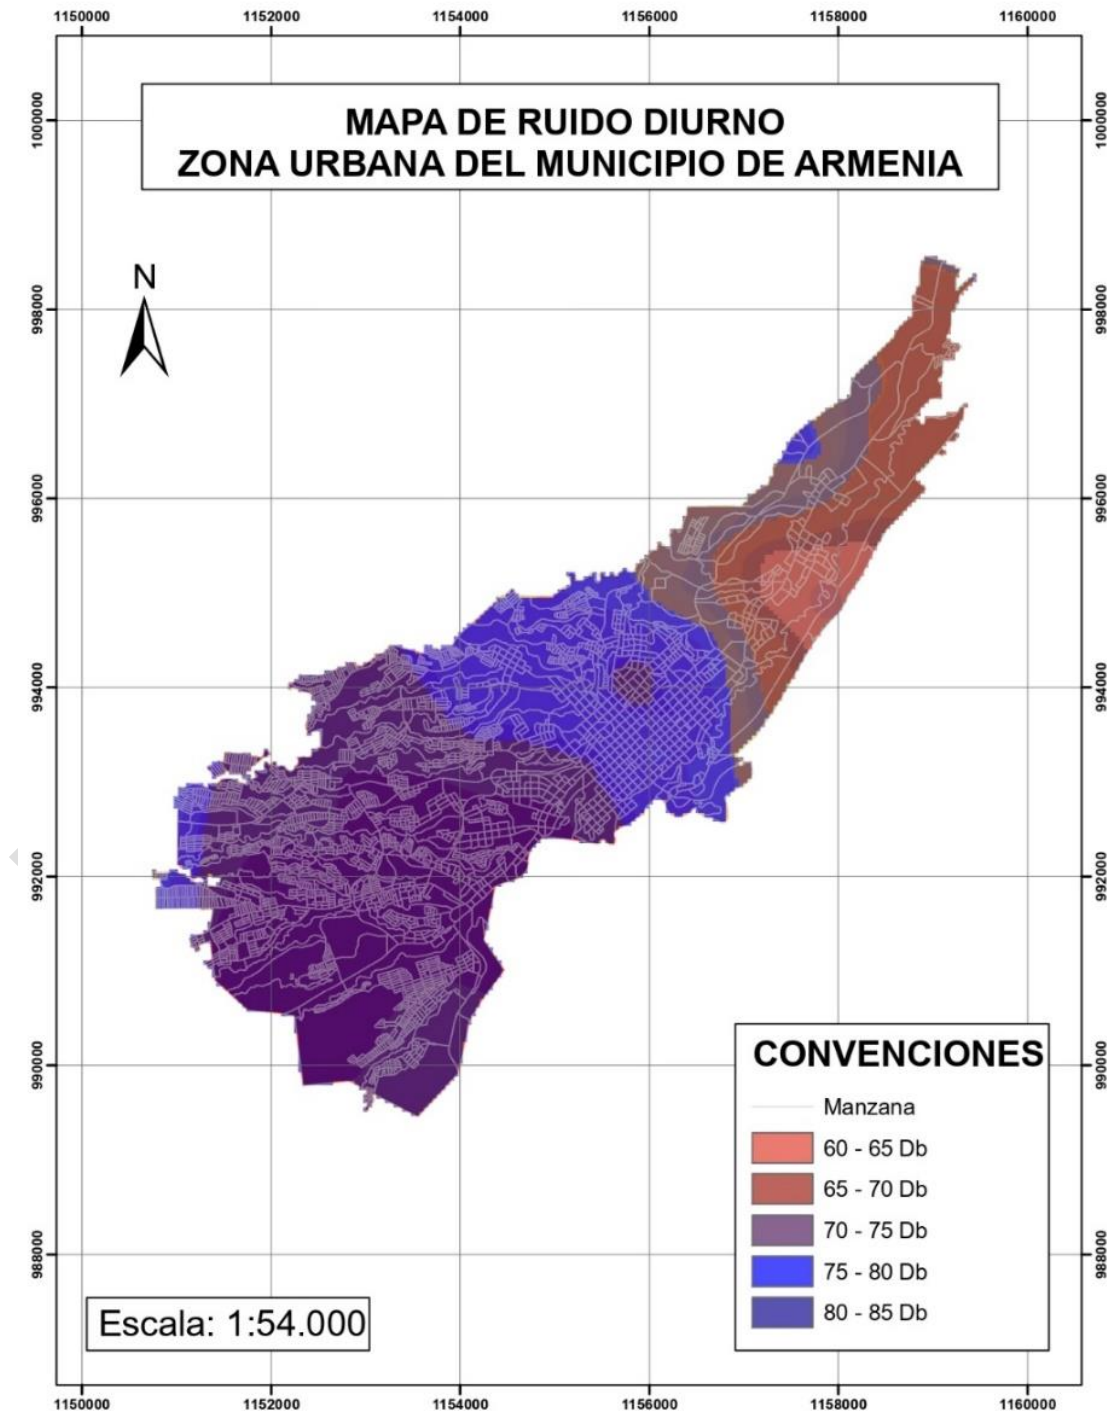 1150000 1152000 1154000 1156000 1158000 1160000
MAPA DE RUIDO DIURNO
ZONA URBANA DEL MUNICIPIO DE ARMENIA
N
1000000 1000000
998000 998000
996000 996000
994000 994000
992000 992000
990000 990000
988000 988000
CONVENCIONES
Manzana
60 - 65 Db
65 - 70 Db
70 - 75 Db
75 - 80 Db
80 - 85 Db
Escala: 1:54.000
1150000 1152000 1154000 1156000 1158000 1160000